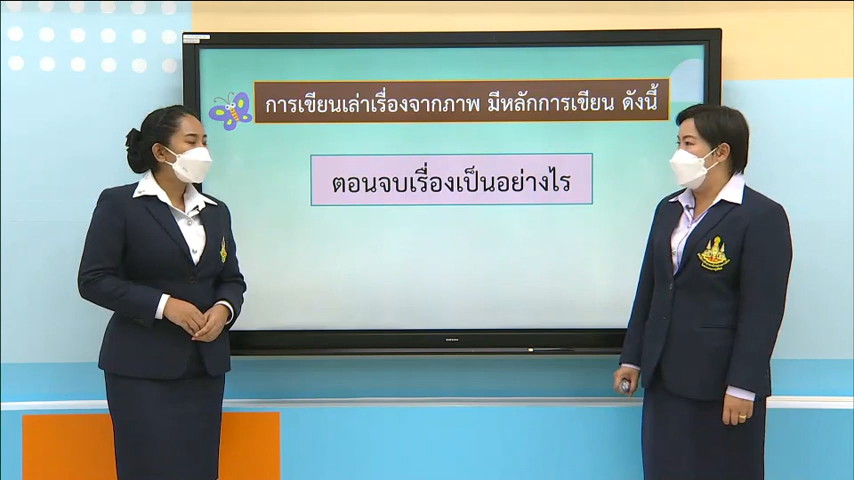 การเขียนเล่าเรื่องจากภาพ มีหลักการเขียน ดังนี้
ตอนจบเรื่องเป็นอย่างไร